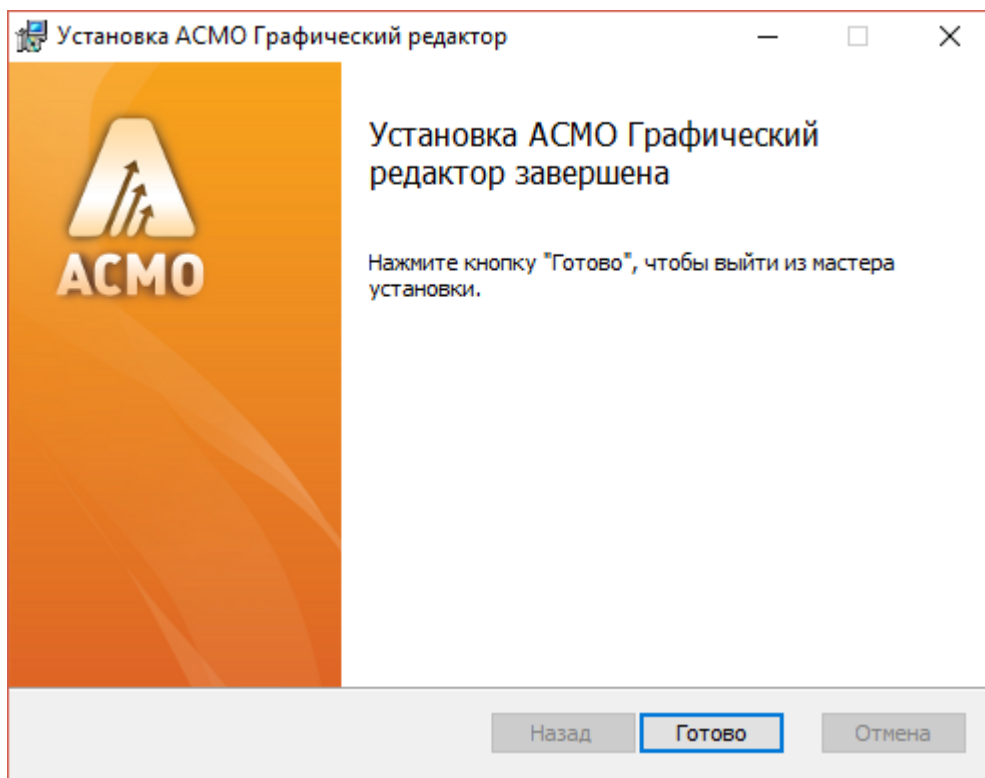 Установка АСМО Графический редактор
АСМО
Установка АСМО Графический
редактор завершена
Нажмите кнопку "Готово", чтобы выйти из мастера
установки.
Назад
Готово
Отмена